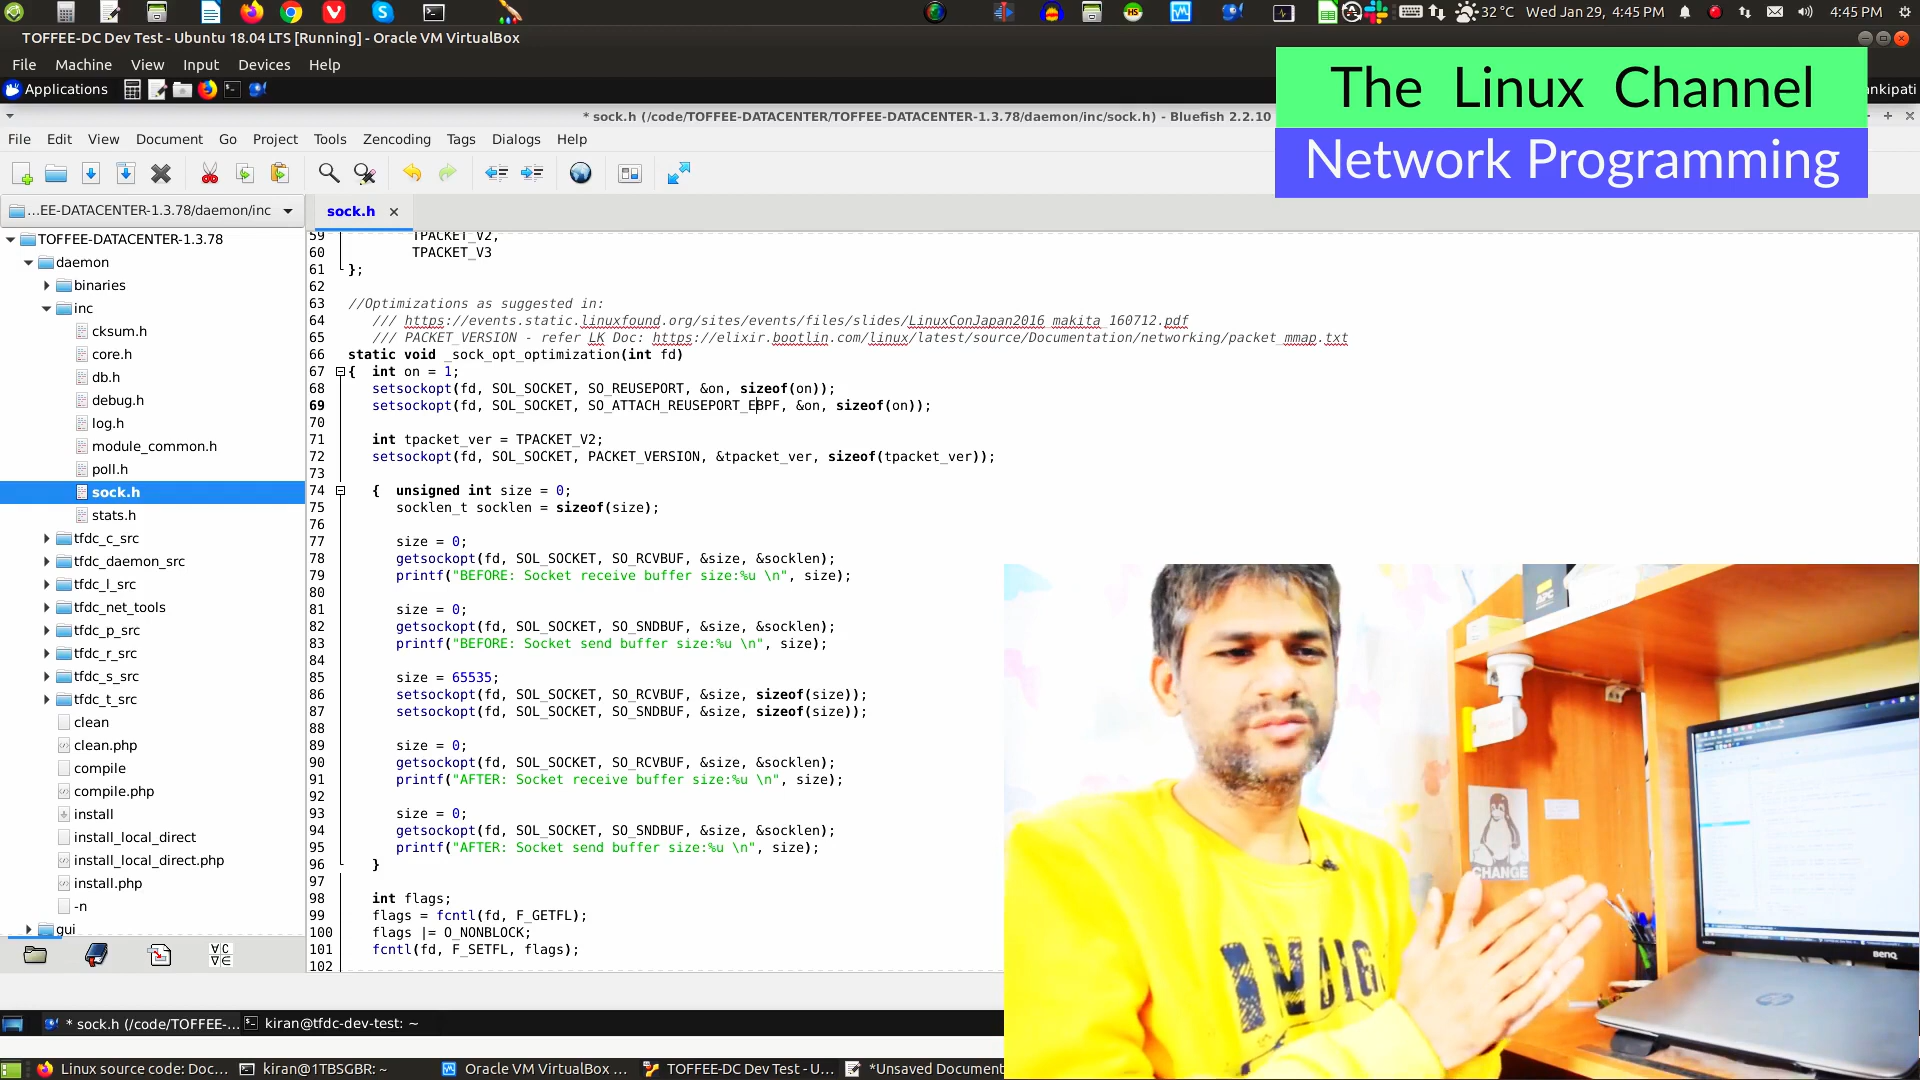 32 °C Wed Jan 29, 4:45 PM 4:45 PM
TOFFEE-DC Dev Test - Ubuntu 18.04 LTS [Running] - Oracle VM VirtualBox
File Machine View Input Devices Help
Applications
The Linux Channel
Network Programming
* sock.h (/code/TOFFEE-DATACENTER/TOFFEE-DATACENTER-1.3.78/daemon/inc/sock.h) - Bluefish 2.2.10
File Edit View Document Go Project Tools Zencoding Tags Dialogs Help
...EE-DATACENTER-1.3.78/daemon/inc
sock.h
TOFFEE-DATACENTER-1.3.78
daemon
binaries
inc
cksum.h
core.h
db.h
debug.h
log.h
module_common.h
poll.h
sock.h
stats.h
tfdc_c_src
tfdc_daemon_src
tfdc_l_src
tfdc_net_tools
tfdc_p_src
tfdc_r_src
tfdc_s_src
tfdc_t_src
clean
clean.php
compile
compile.php
install
install_local_direct
install_local_direct.php
install.php
-n
gui
59 TPACKET_V2,
60 TPACKET_V3
61 };
62
63 //Optimizations as suggested in:
64 /// https://events.static.linuxfound.org/sites/events/files/slides/LinuxConJapan2016_makita_160712.pdf
65 /// PACKET_VERSION - refer LK Doc: https://elixir.bootlin.com/linux/latest/source/Documentation/networking/packet_mmap.txt
66 static void _sock_opt_optimization(int fd)
67 { int on = 1;
68 setsockopt(fd, SOL_SOCKET, SO_REUSEPORT, &on, sizeof(on));
69 setsockopt(fd, SOL_SOCKET, SO_ATTACH_REUSEPORT_EBPF, &on, sizeof(on));
70
71 int tpacket_ver = TPACKET_V2;
72 setsockopt(fd, SOL_SOCKET, PACKET_VERSION, &tpacket_ver, sizeof(tpacket_ver));
73
74 { unsigned int size = 0;
75 socklen_t socklen = sizeof(size);
76
77 size = 0;
78 getsockopt(fd, SOL_SOCKET, SO_RCVBUF, &size, &socklen);
79 printf("BEFORE: Socket receive buffer size:%u \n", size);
80
81 size = 0;
82 getsockopt(fd, SOL_SOCKET, SO_SNDBUF, &size, &socklen);
83 printf("BEFORE: Socket send buffer size:%u \n", size);
84
85 size = 65535;
86 setsockopt(fd, SOL_SOCKET, SO_RCVBUF, &size, sizeof(size));
87 setsockopt(fd, SOL_SOCKET, SO_SNDBUF, &size, sizeof(size));
88
89 size = 0;
90 getsockopt(fd, SOL_SOCKET, SO_RCVBUF, &size, &socklen);
91 printf("AFTER: Socket receive buffer size:%u \n", size);
92
93 size = 0;
94 getsockopt(fd, SOL_SOCKET, SO_SNDBUF, &size, &socklen);
95 printf("AFTER: Socket send buffer size:%u \n", size);
96 }
97
98 int flags;
99 flags = fcntl(fd, F_GETFL);
100 flags |= O_NONBLOCK;
101 fcntl(fd, F_SETFL, flags);
102
APC
CHANGE
BenQ
* sock.h (/code/TOFFEE-... kiran@tfdc-dev-test: ~
Linux source code: Doc... kiran@1TBSGBR: ~ Oracle VM VirtualBox ... TOFFEE-DC Dev Test - U... *Unsaved Document